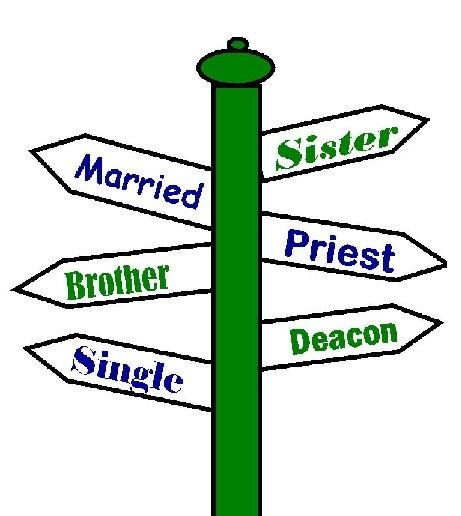 Sister
Married
Priest
Brother
Deacon
Single